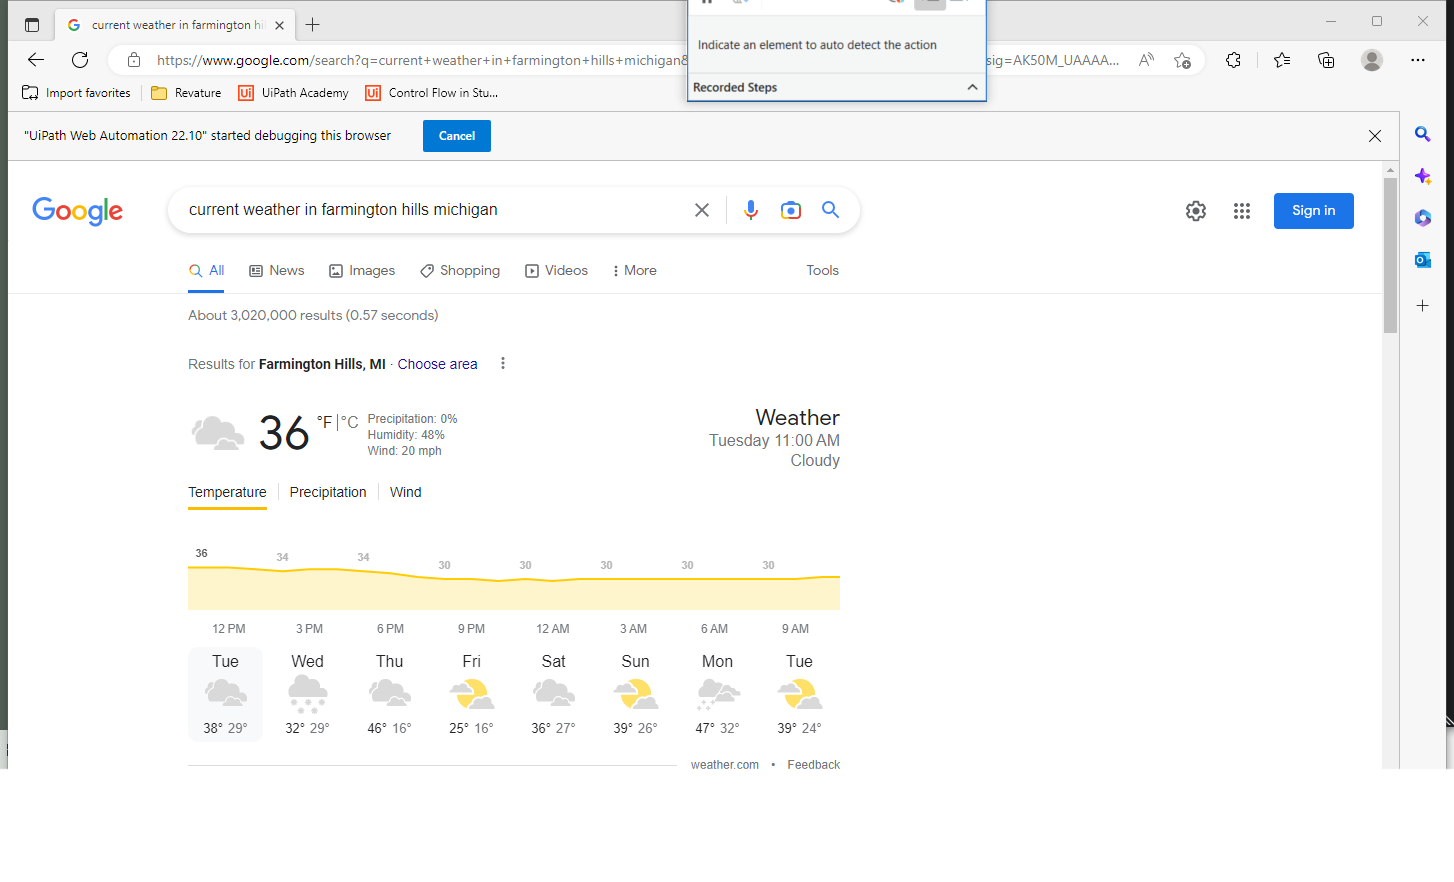 current weather in farmington hi
Indicate an element to auto detect the action
Recorded Steps
https://www.google.com/search?q=current+weather+in+farmington+hills+michigan&
sig=AK50M_UAAAA...
Import favorites
Revature
UiPath Academy
Control Flow in Stu...
"UiPath Web Automation 22.10" started debugging this browser
Cancel
Google
current weather in farmington hills michigan
Sign in
All
News
Images
Shopping
Videos
More
Tools
About 3,020,000 results (0.57 seconds)
Results for Farmington Hills, MI · Choose area
36 °F | °C
Precipitation: 0%
Humidity: 48%
Wind: 20 mph
Weather
Tuesday 11:00 AM
Cloudy
Temperature
Precipitation
Wind
36 34 34 30 30 30 30 30
12 PM 3 PM 6 PM 9 PM 12 AM 3 AM 6 AM 9 AM
Tue Wed Thu Fri Sat Sun Mon Tue
38° 29° 32° 29° 46° 16° 25° 16° 36° 27° 39° 26° 47° 32° 39° 24°
weather.com • Feedback